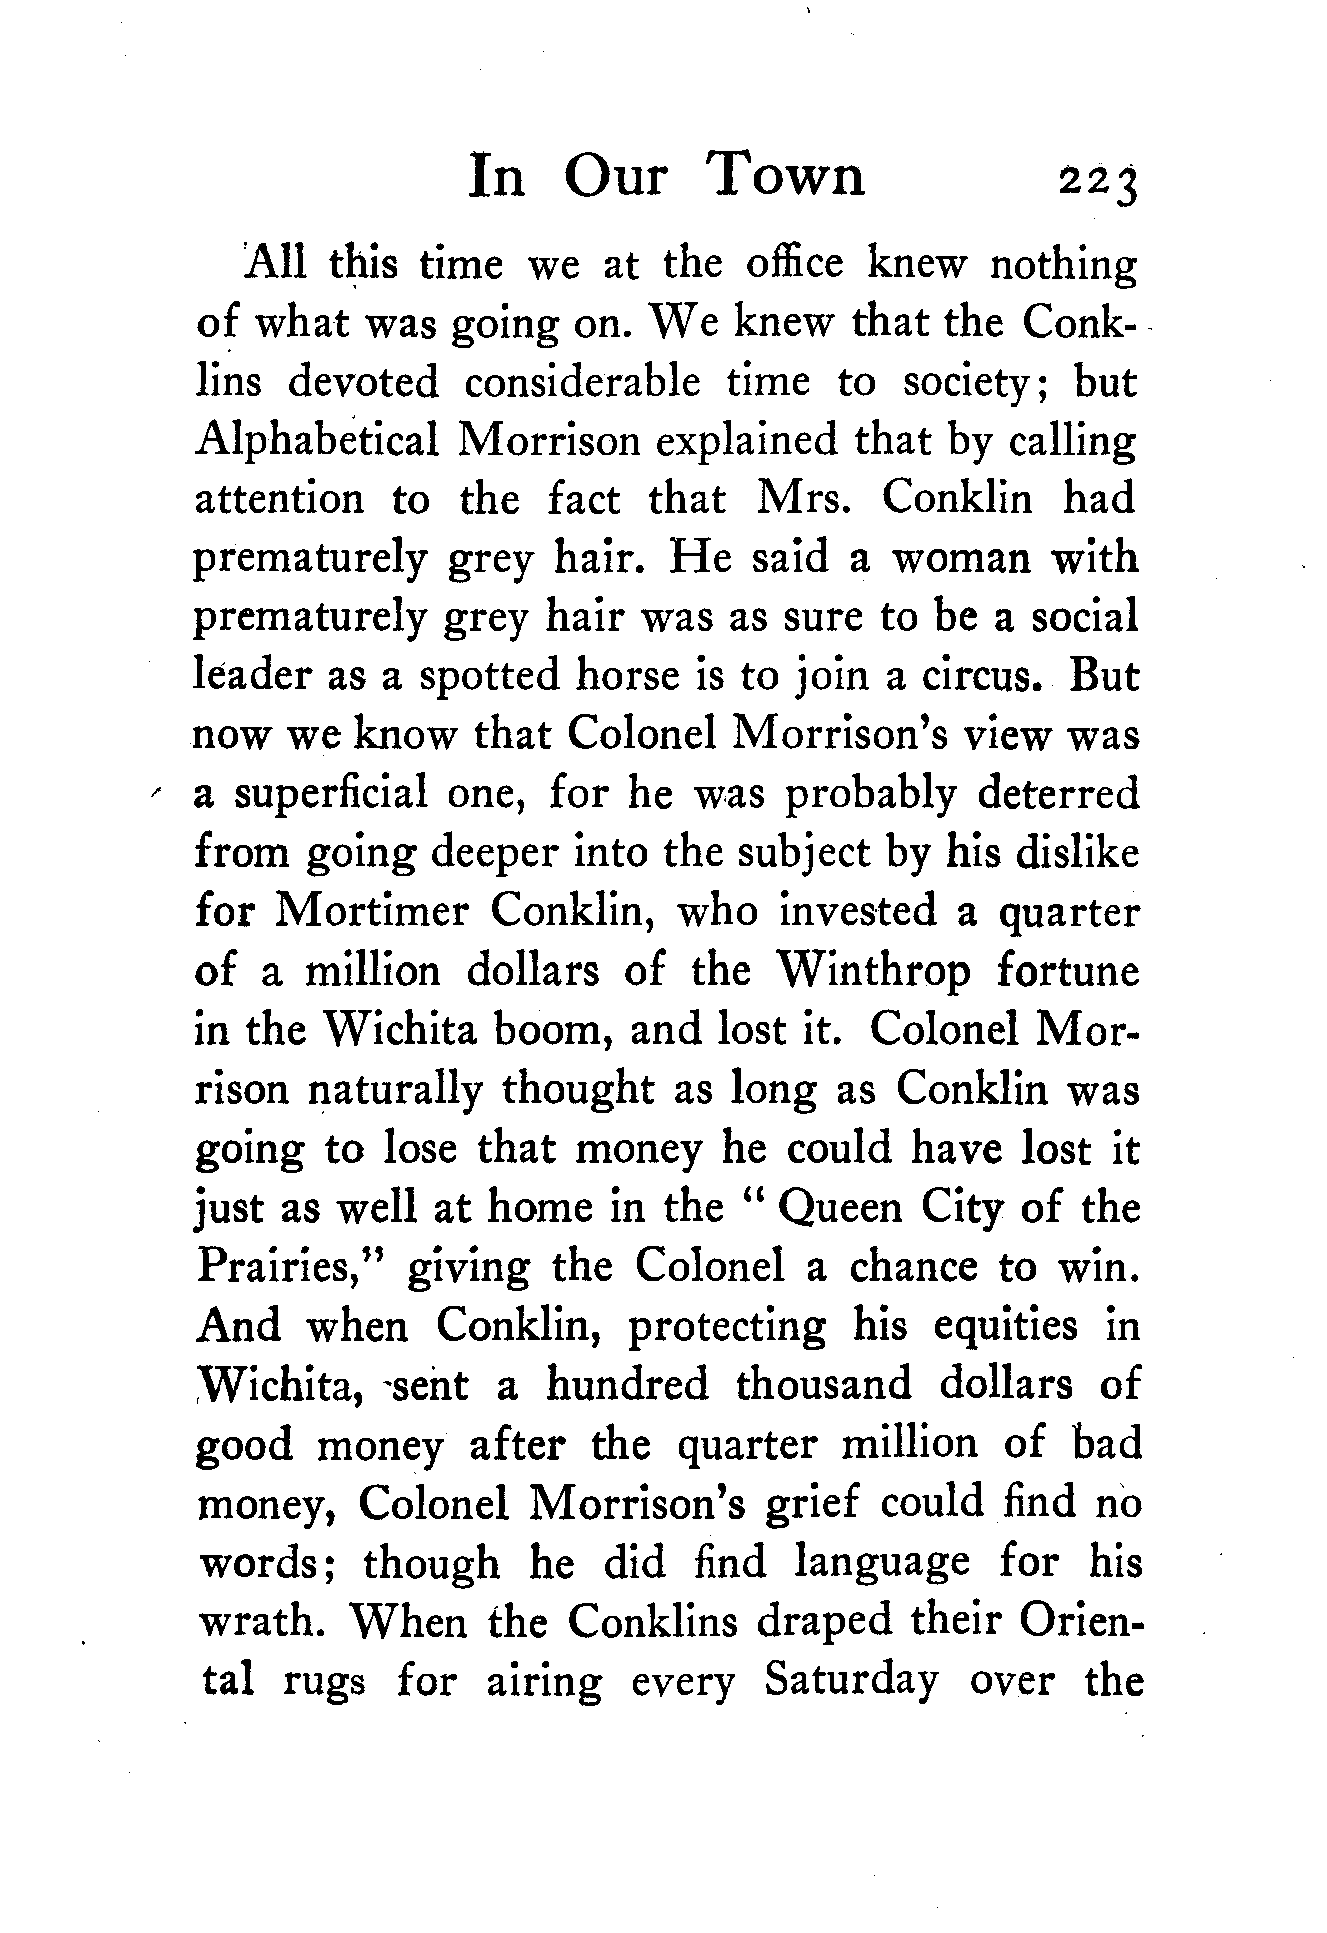 In Our Town 223
All this time we at the office knew nothing
of what was going on. We knew that the Conk-
lins devoted considerable time to society; but
Alphabetical Morrison explained that by calling
attention to the fact that Mrs. Conklin had
prematurely grey hair. He said a woman with
prematurely grey hair was as sure to be a social
leader as a spotted horse is to join a circus. But
now we know that Colonel Morrison's view was
a superficial one, for he was probably deterred
from going deeper into the subject by his dislike
for Mortimer Conklin, who invested a quarter
of a million dollars of the Winthrop fortune
in the Wichita boom, and lost it. Colonel Mor-
rison naturally thought as long as Conklin was
going to lose that money he could have lost it
just as well at home in the " Queen City of the
Prairies," giving the Colonel a chance to win.
And when Conklin, protecting his equities in
Wichita, sent a hundred thousand dollars of
good money after the quarter million of bad
money, Colonel Morrison's grief could find no
words; though he did find language for his
wrath. When the Conklins draped their Orien-
tal rugs for airing every Saturday over the